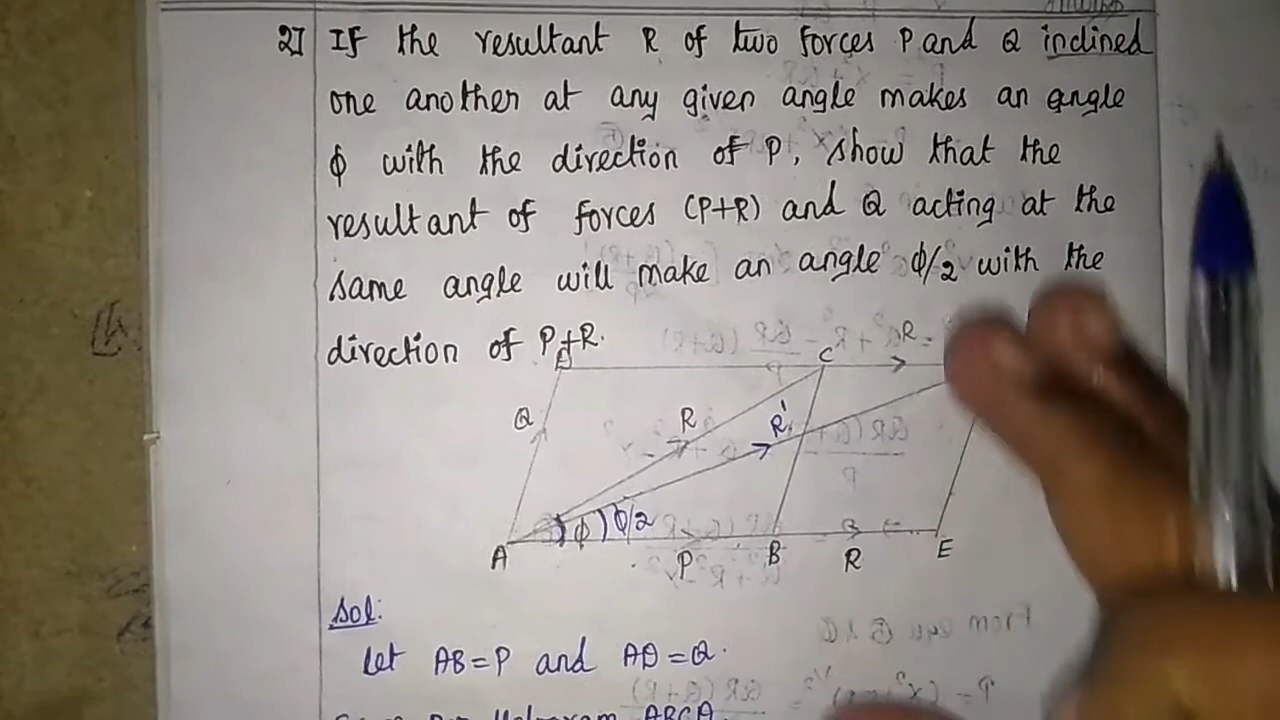 2] If the resultant R of two forces P and Q inclined
one another at any given angle makes an angle
ϕ with the direction of P, show that the
resultant of forces (P+R) and Q acting at the
same angle will make an angle ϕ/2 with the
direction of P+R.
D C R
Q R R'
ϕ ϕ/2
A P B R E
Sol:
Let AB=P and AD=Q.